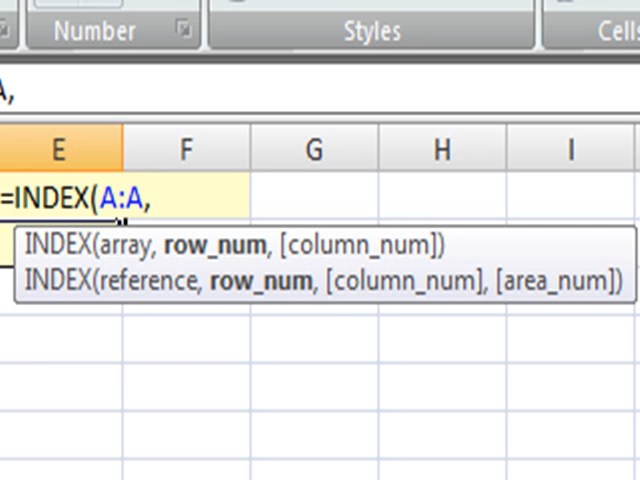 Number Styles Cells
A,
E F G H I
=INDEX(A:A,
INDEX(array, row_num, [column_num])
INDEX(reference, row_num, [column_num], [area_num])